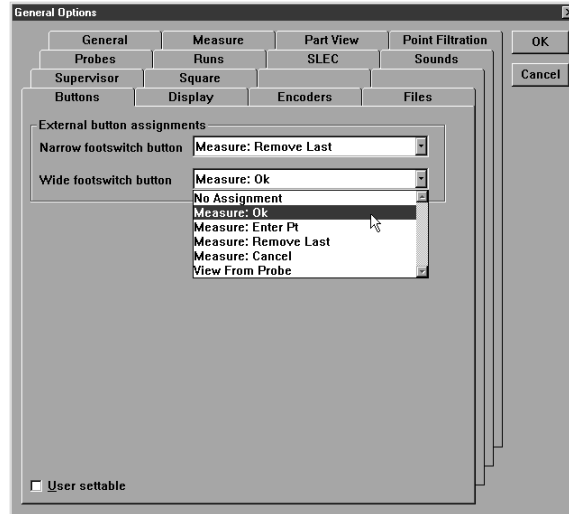 General Options
General Measure Part View Point Filtration
OK
Probes Runs SLEC Sounds
Supervisor Square
Cancel
Buttons Display Encoders Files
External button assignments
Narrow footswitch button Measure: Remove Last
Wide footswitch button Measure: Ok
No Assignment
Measure: Ok
Measure: Enter Pt
Measure: Remove Last
Measure: Cancel
View From Probe
User settable